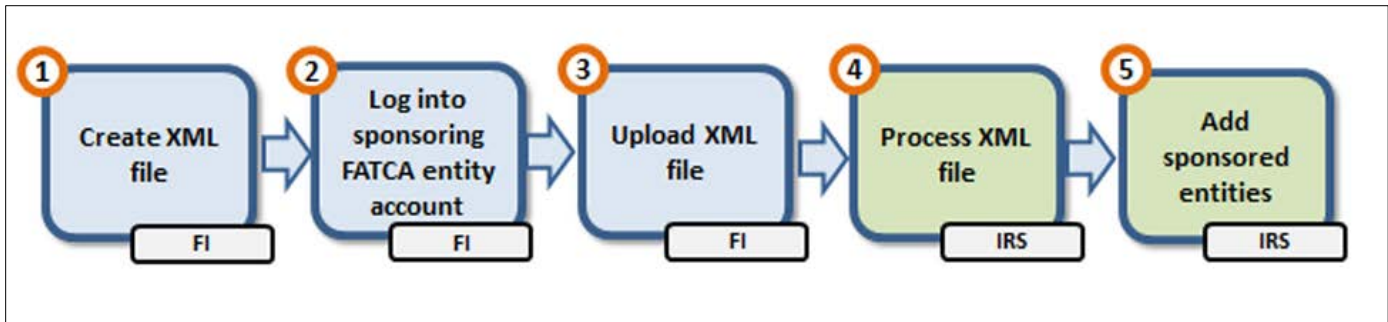 1
Create XML
file
FI
2
Log into
sponsoring
FATCA entity
account
FI
3
Upload XML
file
FI
4
Process XML
file
IRS
5
Add
sponsored
entities
IRS